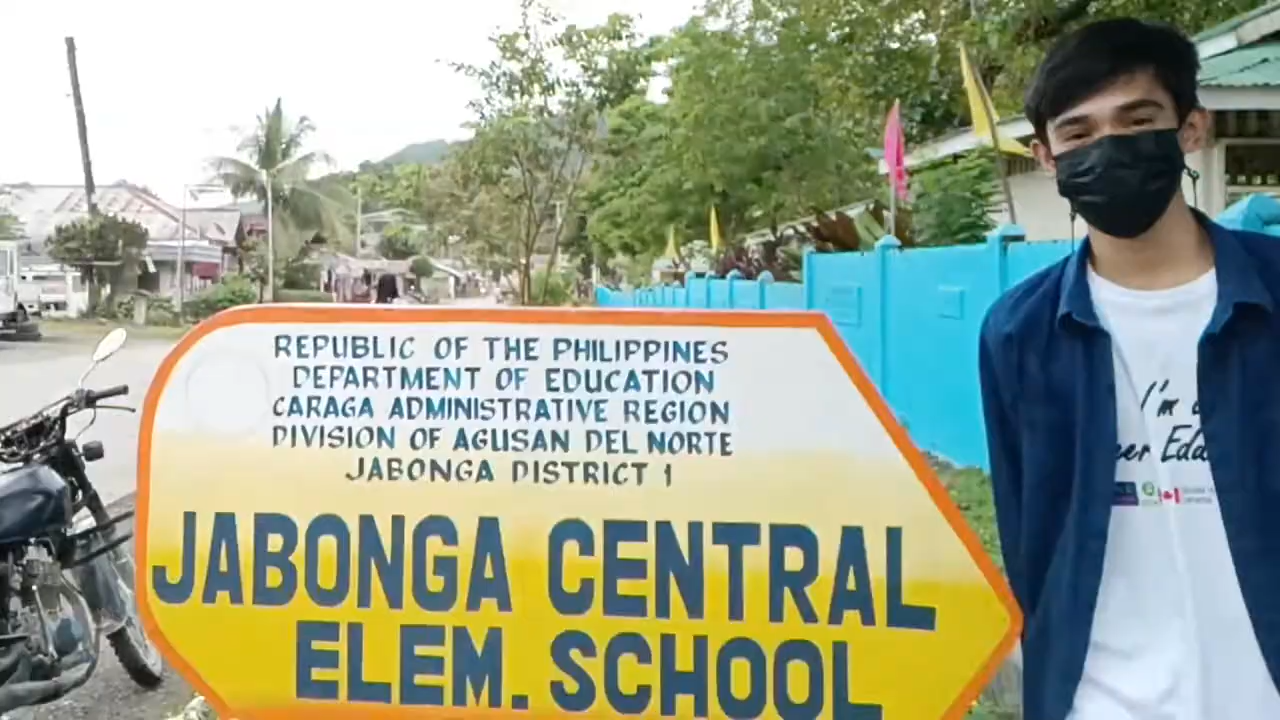 REPUBLIC OF THE PHILIPPINES
DEPARTMENT OF EDUCATION
CARAGA ADMINISTRATIVE REGION
DIVISION OF AGUSAN DEL NORTE
JABONGA DISTRICT 1
JABONGA CENTRAL
ELEM. SCHOOL
I'm